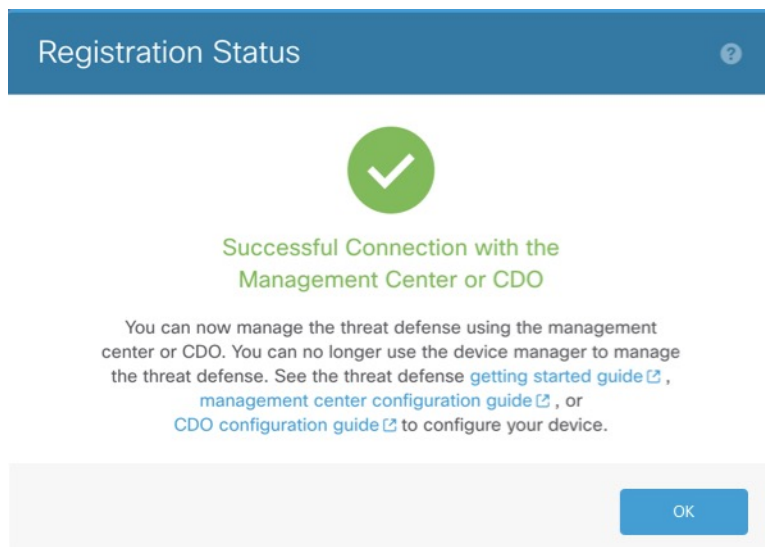 Registration Status
?
Successful Connection with the
Management Center or CDO
You can now manage the threat defense using the management
center or CDO. You can no longer use the device manager to manage
the threat defense. See the threat defense getting started guide ,
management center configuration guide , or
CDO configuration guide to configure your device.
OK